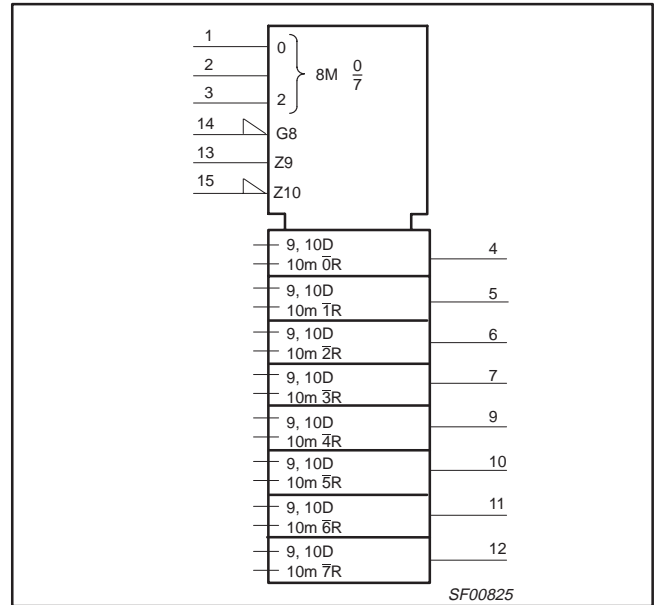 1
0
2
8M 0/7
3
2
14
G8
13
Z9
15
Z10
9, 10D
4
10m 0̅R
9, 10D
5
10m 1̅R
9, 10D
6
10m 2̅R
9, 10D
7
10m 3̅R
9, 10D
9
10m 4̅R
9, 10D
10
10m 5̅R
9, 10D
11
10m 6̅R
9, 10D
12
10m 7̅R
SF00825